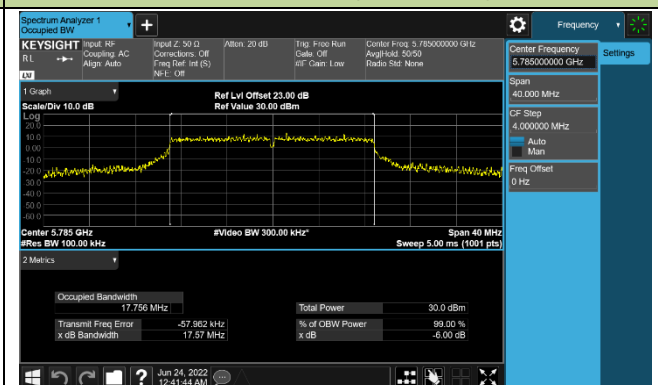 Spectrum Analyzer 1
Occupied BW
+
Frequency
KEYSIGHT
RL
LXI
Input: RF
Coupling: AC
Align: Auto
Input Z: 50 Ω
Corrections: Off
Freq Ref: Int (S)
NFE: Off
Atten: 20 dB
Trig: Free Run
Gate: Off
#IF Gain: Low
Center Freq: 5.785000000 GHz
Avg|Hold: 50/50
Radio Std: None
Center Frequency
5.785000000 GHz
Settings
Span
40.000 MHz
CF Step
4.000000 MHz
Auto
Man
Freq Offset
0 Hz
1 Graph
Scale/Div 10.0 dB
Ref Lvl Offset 23.00 dB
Ref Value 30.00 dBm
Log
20.0
10.0
0.00
-10.0
-20.0
-30.0
-40.0
-50.0
-60.0
Center 5.785 GHz
#Res BW 100.00 kHz
#Video BW 300.00 kHz*
Span 40 MHz
Sweep 5.00 ms (1001 pts)
2 Metrics
Occupied Bandwidth
17.756 MHz
Total Power 30.0 dBm
Transmit Freq Error -57.962 kHz
% of OBW Power 99.00 %
x dB Bandwidth 17.57 MHz
x dB -6.00 dB
?
Jun 24, 2022
12:41:44 AM